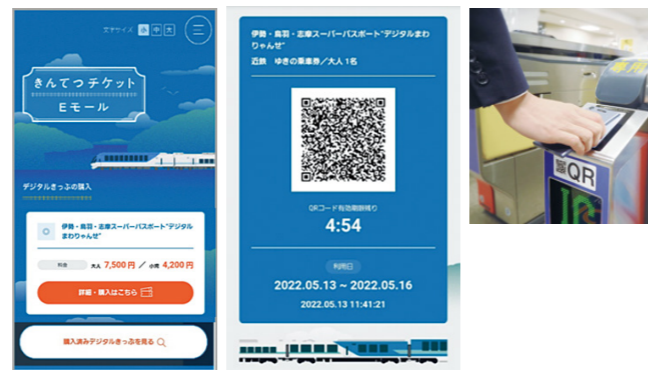 文字サイズ 小 中 大
きんてつチケット
Eモール
デジタルきっぷの購入
伊勢・鳥羽・志摩スーパーパスポート"デジタル
まわりゃんせ"
料金 大人 7,500円 / 小児 4,200円
詳細・購入はこちら
購入済みデジタルきっぷを見る
伊勢・鳥羽・志摩スーパーパスポート"デジタルまわ
りゃんせ"
近鉄 ゆきの乗車券/大人1名
QRコード有効期限残り
4:54
利用日
2022.05.13 ~ 2022.05.16
2022.05.13 11:41:21
専用
QR
IC